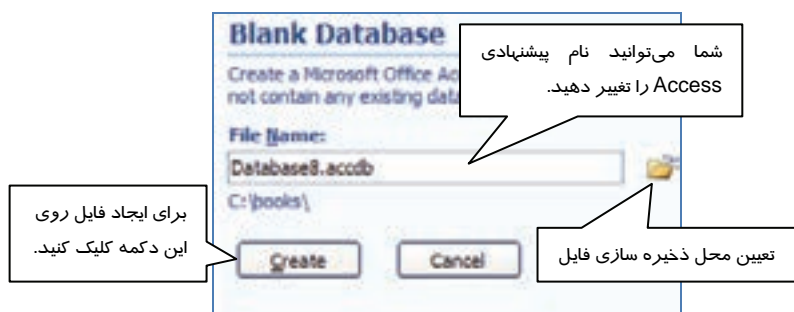 Blank Database
شما می‌توانید نام پیشنهادی
Access را تغییر دهید.
Create a Microsoft Office Ac
not contain any existing data
File Name:
Database8.accdb
C:\books\
برای ایجاد فایل روی
این دکمه کلیک کنید.
Create
Cancel
تعیین محل ذخیره سازی فایل